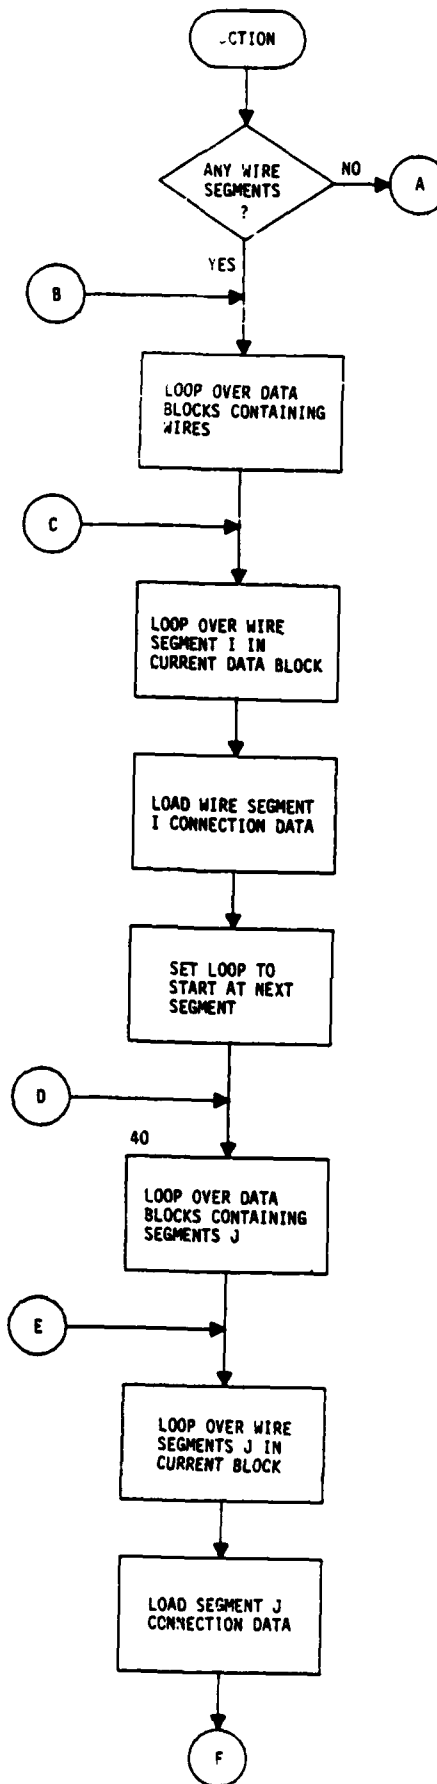 CTION
ANY WIRE
SEGMENTS
?
NO
A
YES
B
LOOP OVER DATA
BLOCKS CONTAINING
WIRES
C
LOOP OVER WIRE
SEGMENT I IN
CURRENT DATA BLOCK
LOAD WIRE SEGMENT
I CONNECTION DATA
SET LOOP TO
START AT NEXT
SEGMENT
D
40
LOOP OVER DATA
BLOCKS CONTAINING
SEGMENTS J
E
LOOP OVER WIRE
SEGMENTS J IN
CURRENT BLOCK
LOAD SEGMENT J
CONNECTION DATA
F